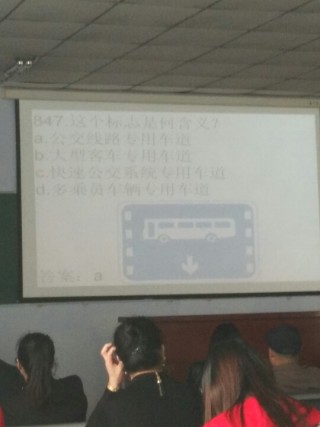 847.这个标志是何含义？
a.公交线路专用车道
b.大型客车专用车道
c.快速公交系统专用车道
d.多乘员车辆专用车道
答案：a